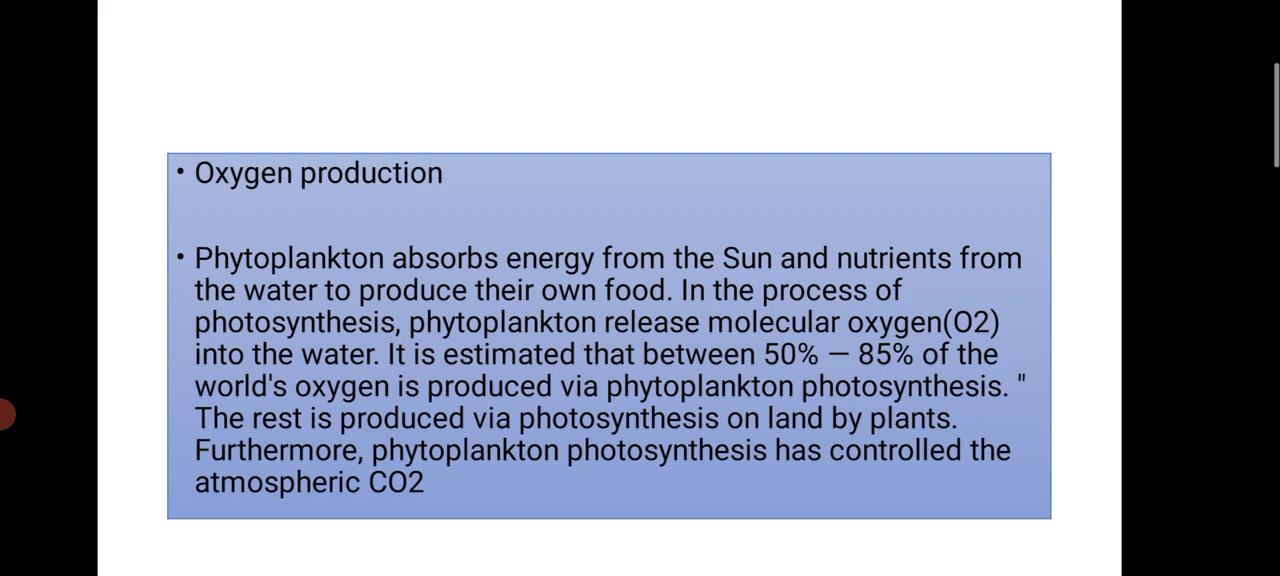 • Oxygen production
• Phytoplankton absorbs energy from the Sun and nutrients from
the water to produce their own food. In the process of
photosynthesis, phytoplankton release molecular oxygen(O2)
into the water. It is estimated that between 50% — 85% of the
world's oxygen is produced via phytoplankton photosynthesis. "
The rest is produced via photosynthesis on land by plants.
Furthermore, phytoplankton photosynthesis has controlled the
atmospheric CO2